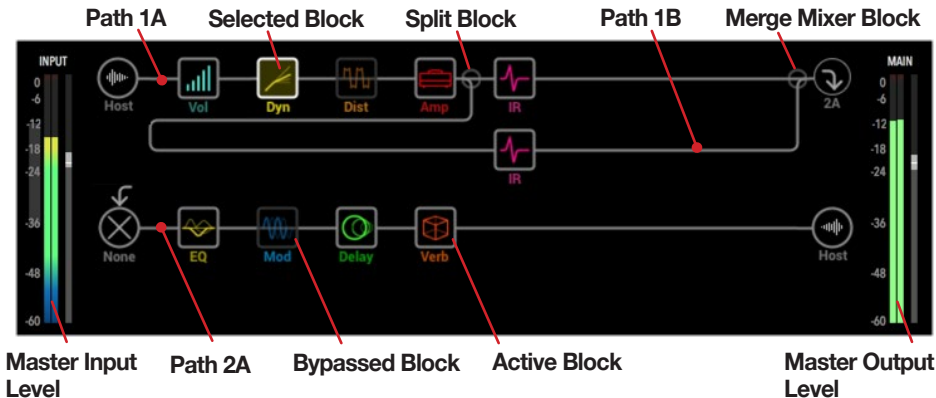 Path 1A
Selected Block
Split Block
Path 1B
Merge Mixer Block
INPUT
MAIN
0
-6
-12
-18
-24
-36
-48
-60
Host
Vol
Dyn
Dist
Amp
IR
2A
IR
None
EQ
Mod
Delay
Verb
Host
0
-6
-12
-18
-24
-36
-48
-60
Master Input
Level
Path 2A
Bypassed Block
Active Block
Master Output
Level